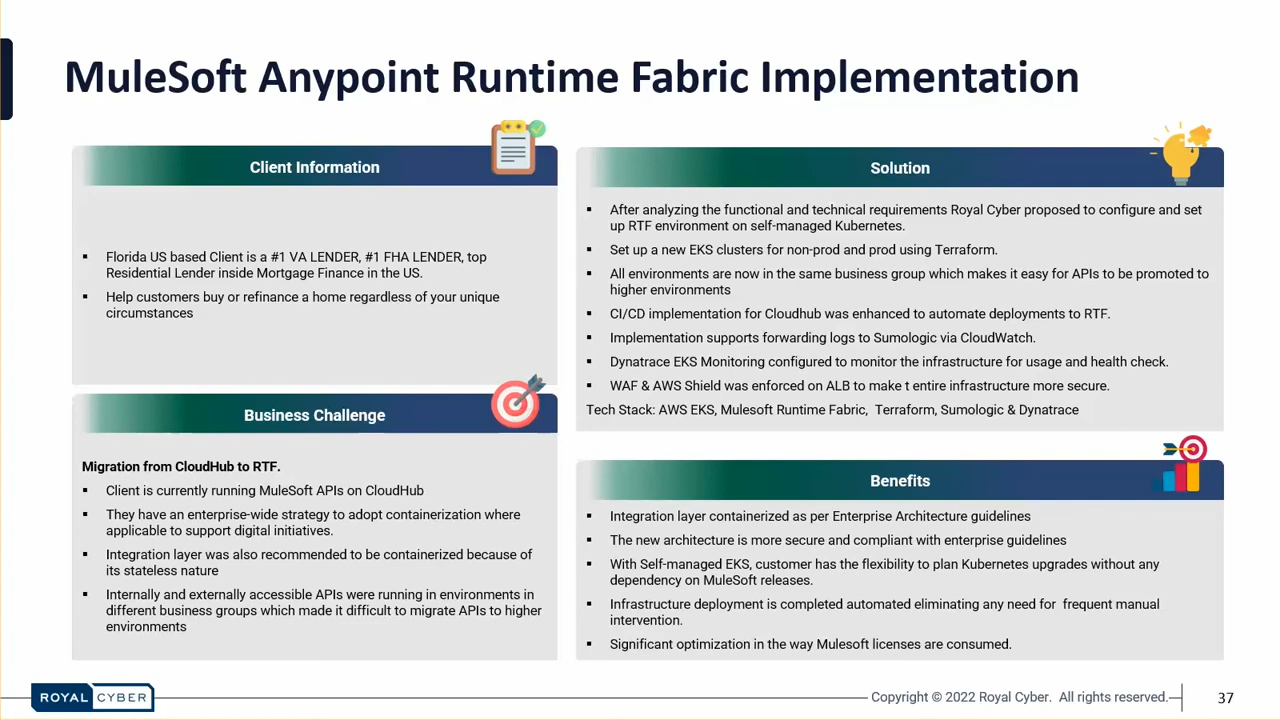 MuleSoft Anypoint Runtime Fabric Implementation
Client Information
▪ Florida US based Client is a #1 VA LENDER, #1 FHA LENDER, top
Residential Lender inside Mortgage Finance in the US.
▪ Help customers buy or refinance a home regardless of your unique
circumstances
Business Challenge
Migration from CloudHub to RTF.
▪ Client is currently running MuleSoft APIs on CloudHub
▪ They have an enterprise-wide strategy to adopt containerization where
applicable to support digital initiatives.
▪ Integration layer was also recommended to be containerized because of
its stateless nature
▪ Internally and externally accessible APIs were running in environments in
different business groups which made it difficult to migrate APIs to higher
environments
Solution
▪ After analyzing the functional and technical requirements Royal Cyber proposed to configure and set
up RTF environment on self-managed Kubernetes.
▪ Set up a new EKS clusters for non-prod and prod using Terraform.
▪ All environments are now in the same business group which makes it easy for APIs to be promoted to
higher environments
▪ CI/CD implementation for Cloudhub was enhanced to automate deployments to RTF.
▪ Implementation supports forwarding logs to Sumologic via CloudWatch.
▪ Dynatrace EKS Monitoring configured to monitor the infrastructure for usage and health check.
▪ WAF & AWS Shield was enforced on ALB to make t entire infrastructure more secure.
Tech Stack: AWS EKS, Mulesoft Runtime Fabric, Terraform, Sumologic & Dynatrace
Benefits
▪ Integration layer containerized as per Enterprise Architecture guidelines
▪ The new architecture is more secure and compliant with enterprise guidelines
▪ With Self-managed EKS, customer has the flexibility to plan Kubernetes upgrades without any
dependency on MuleSoft releases.
▪ Infrastructure deployment is completed automated eliminating any need for frequent manual
intervention.
▪ Significant optimization in the way Mulesoft licenses are consumed.
ROYAL CYBER
Copyright © 2022 Royal Cyber. All rights reserved.
37